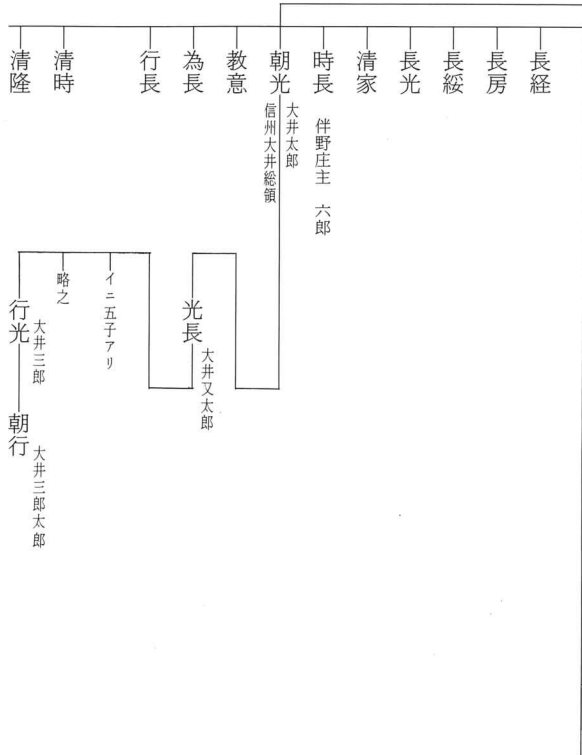 長経
長房
長綏
長光
清家
時長
伴野庄主　六郎
朝光
大井太郎
信州大井総領
教意
為長
行長
清時
清隆
光長
大井又太郎
イニ五子アリ
略之
行光
大井三郎
朝行
大井三郎太郎